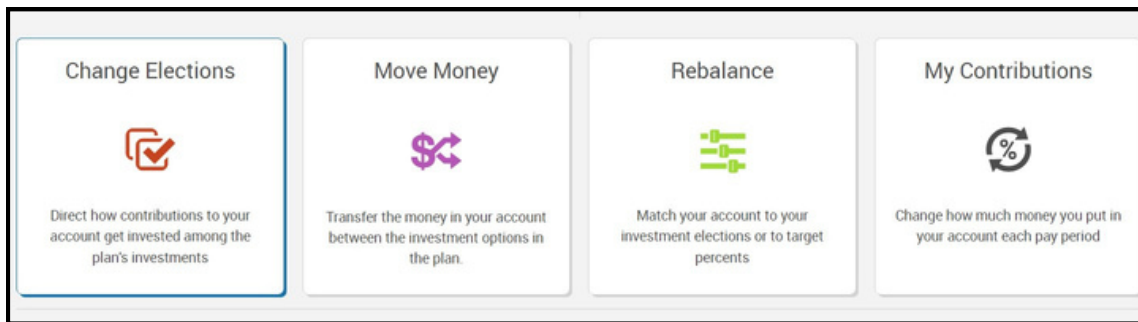 Change Elections
Direct how contributions to your
account get invested among the
plan's investments
Move Money
$
Transfer the money in your account
between the investment options in
the plan.
Rebalance
Match your account to your
investment elections or to target
percents
My Contributions
%
Change how much money you put in
your account each pay period